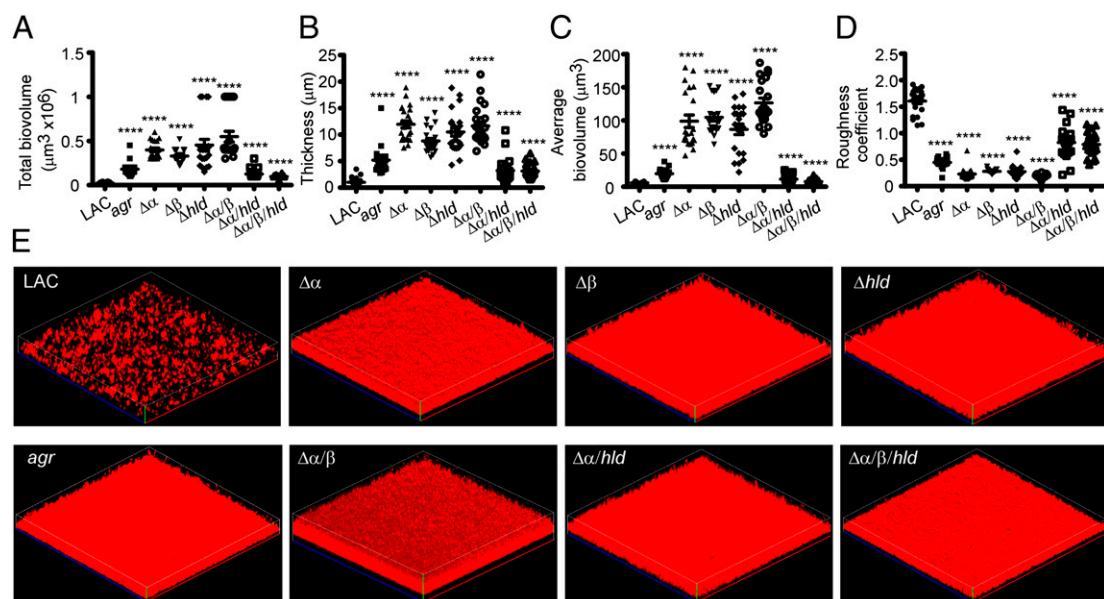 A
Total biovolume
(μm³ x10⁶)
1.5
1
0.5
0
****
****
****
****
****
****
****
LAC
agr
Δα
Δβ
Δhld
Δα/β
Δα/hld
Δα/β/hld
B
Thickness (μm)
25
20
15
10
5
0
****
****
****
****
****
****
****
LAC
agr
Δα
Δβ
Δhld
Δα/β
Δα/hld
Δα/β/hld
C
Averrage
biovolume (μm³)
200
150
100
50
0
****
****
****
****
****
****
****
LAC
agr
Δα
Δβ
Δhld
Δα/β
Δα/hld
Δα/β/hld
D
Roughness
coefficient
2.5
2.0
1.5
1.0
0.5
0
****
****
****
****
****
****
****
LAC
agr
Δα
Δβ
Δhld
Δα/β
Δα/hld
Δα/β/hld
E
LAC
Δα
Δβ
Δhld
agr
Δα/β
Δα/hld
Δα/β/hld